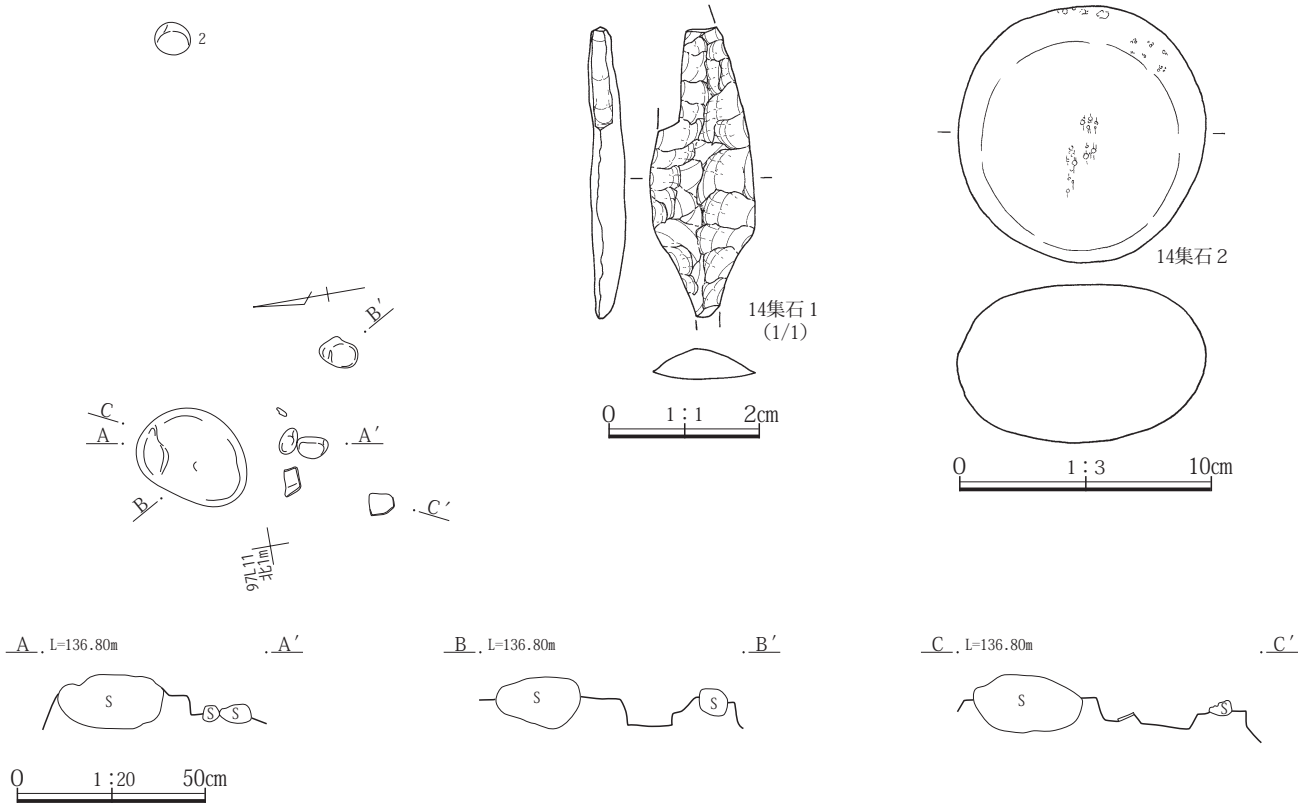 2
14集石 1
（1/1）
0 1：1 2cm
14集石 2
0 1：3 10cm
B′
C
A
A′
B
C′
北1m
97711
A L=136.80m A′
S
S
S
B L=136.80m B′
S
S
C L=136.80m C′
S
S
0 1：20 50cm